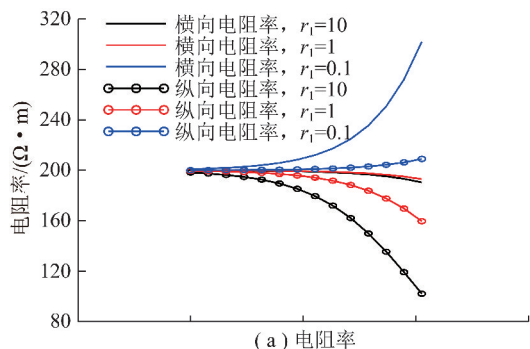 320
280
240
200
160
120
80
电阻率/(Ω·m)
横向电阻率，r₁=10
横向电阻率，r₁=1
横向电阻率，r₁=0.1
纵向电阻率，r₁=10
纵向电阻率，r₁=1
纵向电阻率，r₁=0.1
(a) 电阻率